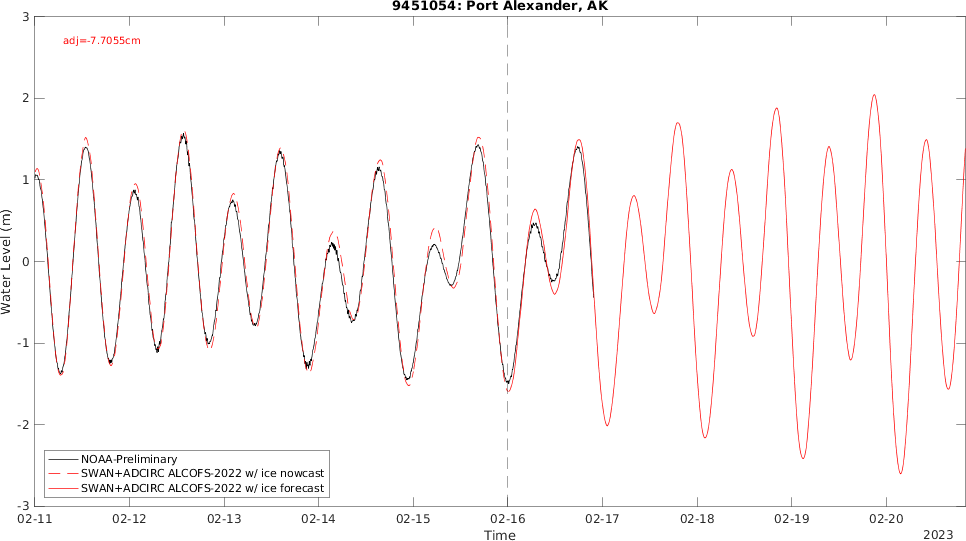 9451054: Port Alexander, AK
adj=-7.7055cm
3
2
1
0
-1
-2
-3
Water Level (m)
NOAA-Preliminary
SWAN+ADCIRC ALCOFS-2022 w/ ice nowcast
SWAN+ADCIRC ALCOFS-2022 w/ ice forecast
02-11 02-12 02-13 02-14 02-15 02-16 02-17 02-18 02-19 02-20
Time
2023